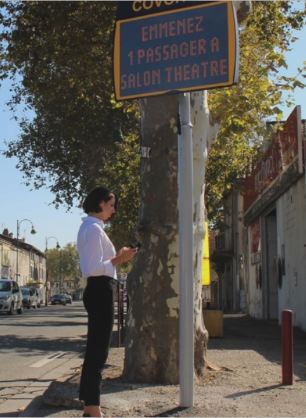 EMMENEZ
1 PASSAGER A
SALON THEATRE